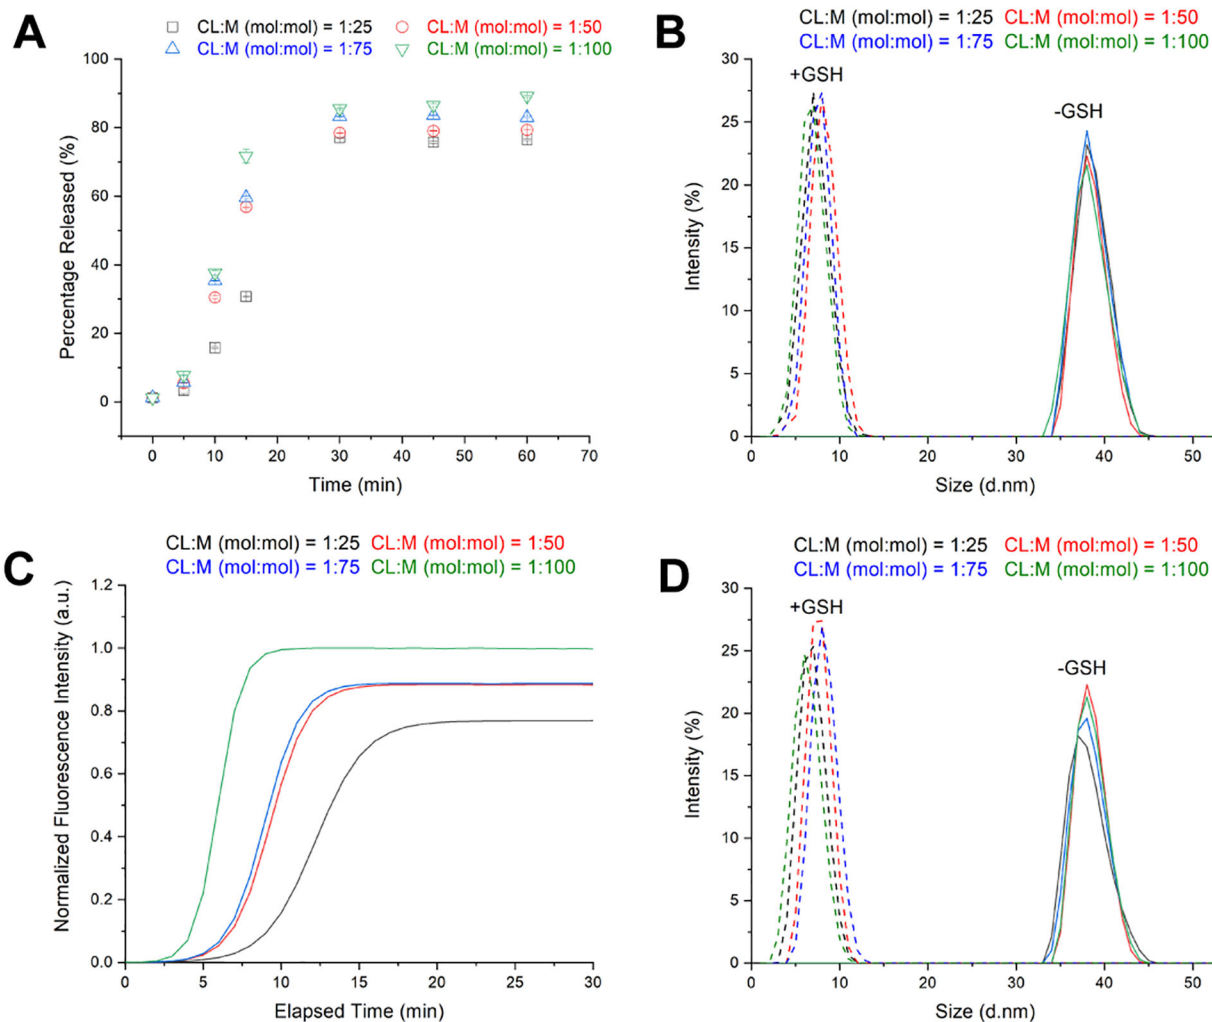 A
CL:M (mol:mol) = 1:25 CL:M (mol:mol) = 1:50
CL:M (mol:mol) = 1:75 CL:M (mol:mol) = 1:100
100
80
60
40
20
0
Percentage Released (%)
0 10 20 30 40 50 60 70
Time (min)
B
CL:M (mol:mol) = 1:25 CL:M (mol:mol) = 1:50
CL:M (mol:mol) = 1:75 CL:M (mol:mol) = 1:100
+GSH
-GSH
30
25
20
15
10
5
0
Intensity (%)
0 10 20 30 40 50
Size (d.nm)
C
CL:M (mol:mol) = 1:25 CL:M (mol:mol) = 1:50
CL:M (mol:mol) = 1:75 CL:M (mol:mol) = 1:100
1.2
1.0
0.8
0.6
0.4
0.2
0.0
Normalized Fluorescence Intensity (a.u.)
0 5 10 15 20 25 30
Elapsed Time (min)
D
CL:M (mol:mol) = 1:25 CL:M (mol:mol) = 1:50
CL:M (mol:mol) = 1:75 CL:M (mol:mol) = 1:100
+GSH
-GSH
30
25
20
15
10
5
0
Intensity (%)
0 10 20 30 40 50
Size (d.nm)